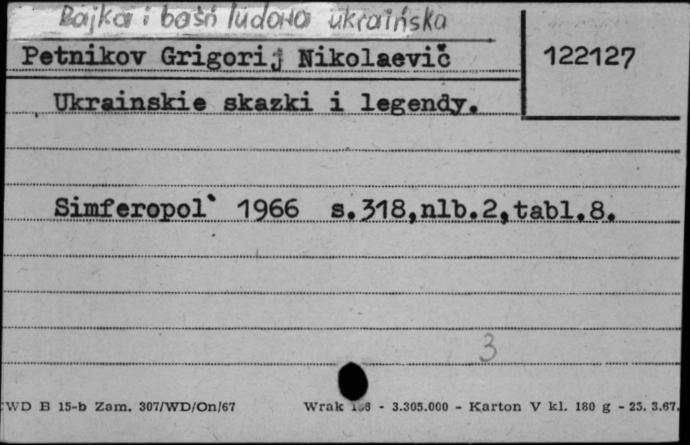 Bajka i baśń ludowa ukraińska
Petnikov Grigorij Nikolaevič
122127
Ukrainskie skazki i legendy.
Simferopol` 1966 s.318,nlb.2,tabl.8.
3
WD B 15-b Zam. 307/WD/On/67 Wrak - 3.305.000 - Karton V kl. 180 g - 25. 3.67.